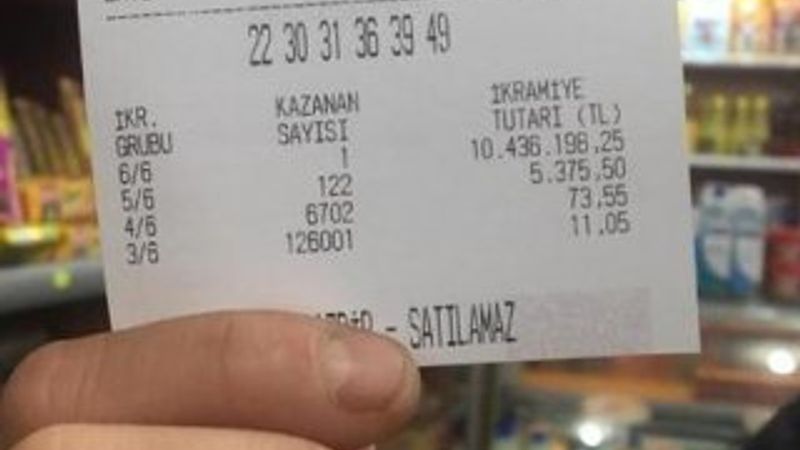 22 30 31 36 39 49
İKR. GRUBU KAZANAN SAYISI İKRAMİYE TUTARI (TL)
6/6 1 10.436.198,25
5/6 122 5.375,50
4/6 6702 73,55
3/6 126001 11,05
- SATILAMAZ